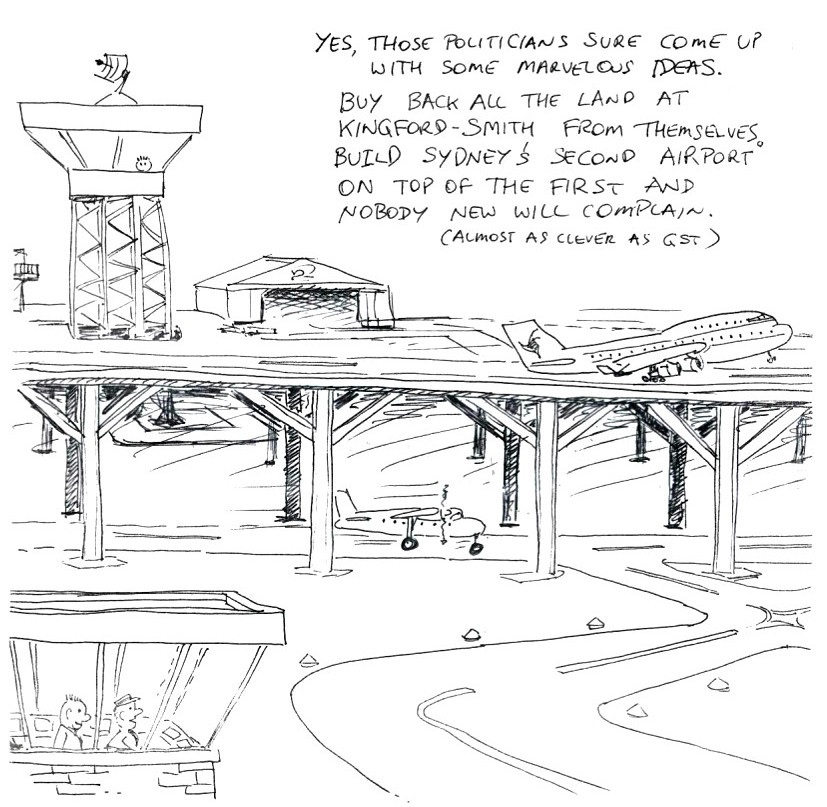 YES, THOSE POLITICIANS SURE COME UP
WITH SOME MARVELOUS IDEAS.
BUY BACK ALL THE LAND AT
KINGFORD-SMITH FROM THEMSELVES,
BUILD SYDNEY'S SECOND AIRPORT
ON TOP OF THE FIRST AND
NOBODY NEW WILL COMPLAIN.
(ALMOST AS CLEVER AS GST)